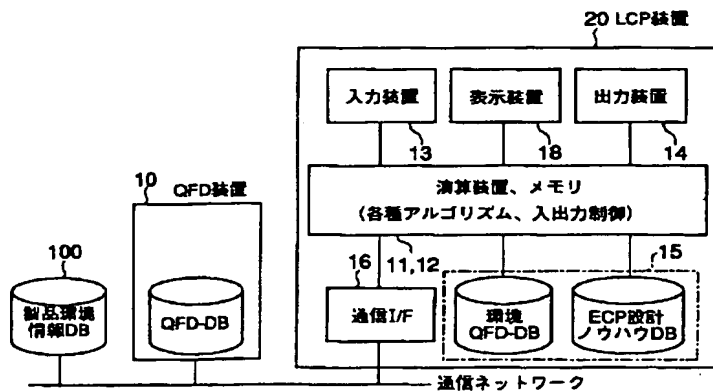 20 LCP装置
入力装置
表示装置
出力装置
13
18
14
10
QFD装置
演算装置、メモリ
(各種アルゴリズム、入出力制御)
100
16
11,12
15
製品環境
情報DB
QFD-DB
通信I/F
環境
QFD-DB
ECP設計
ノウハウDB
通信ネットワーク